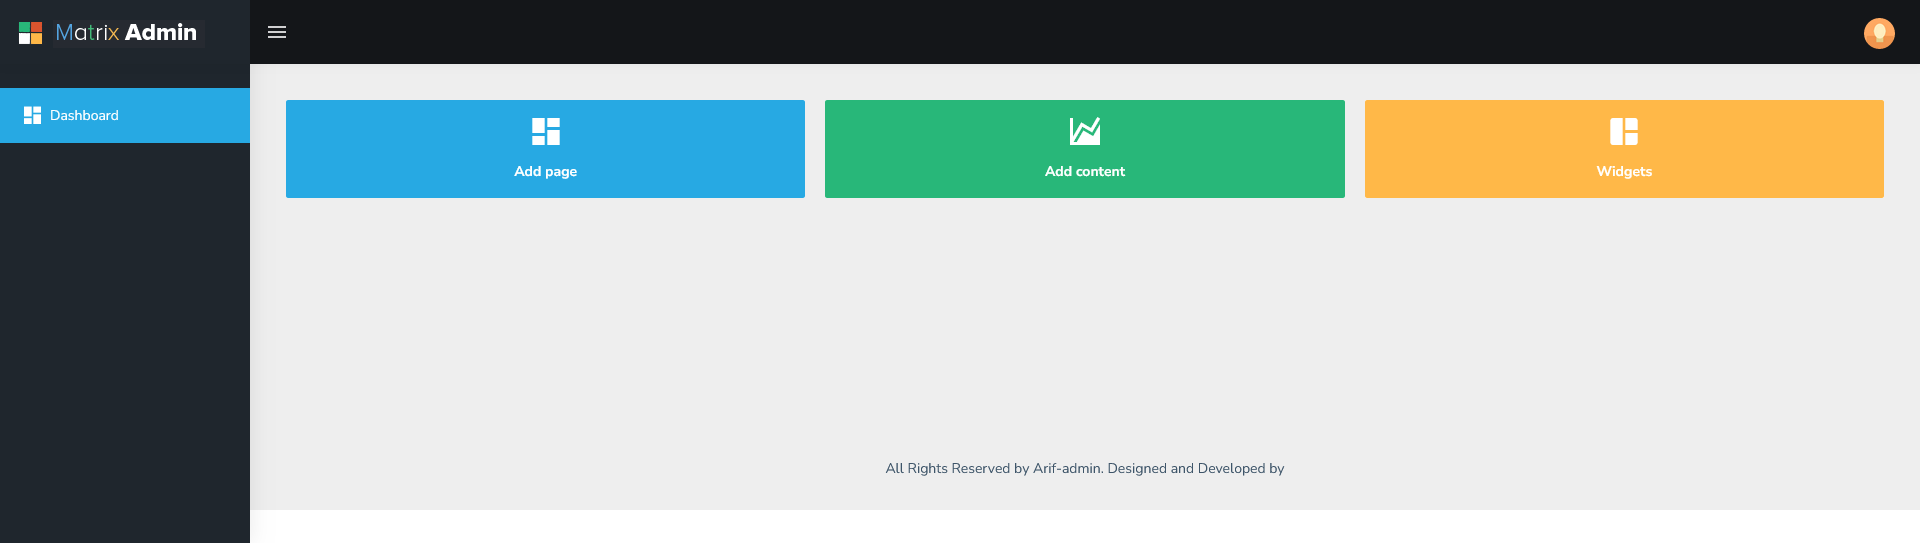 Matrix Admin
Dashboard
Add page
Add content
Widgets
All Rights Reserved by Arif-admin. Designed and Developed by